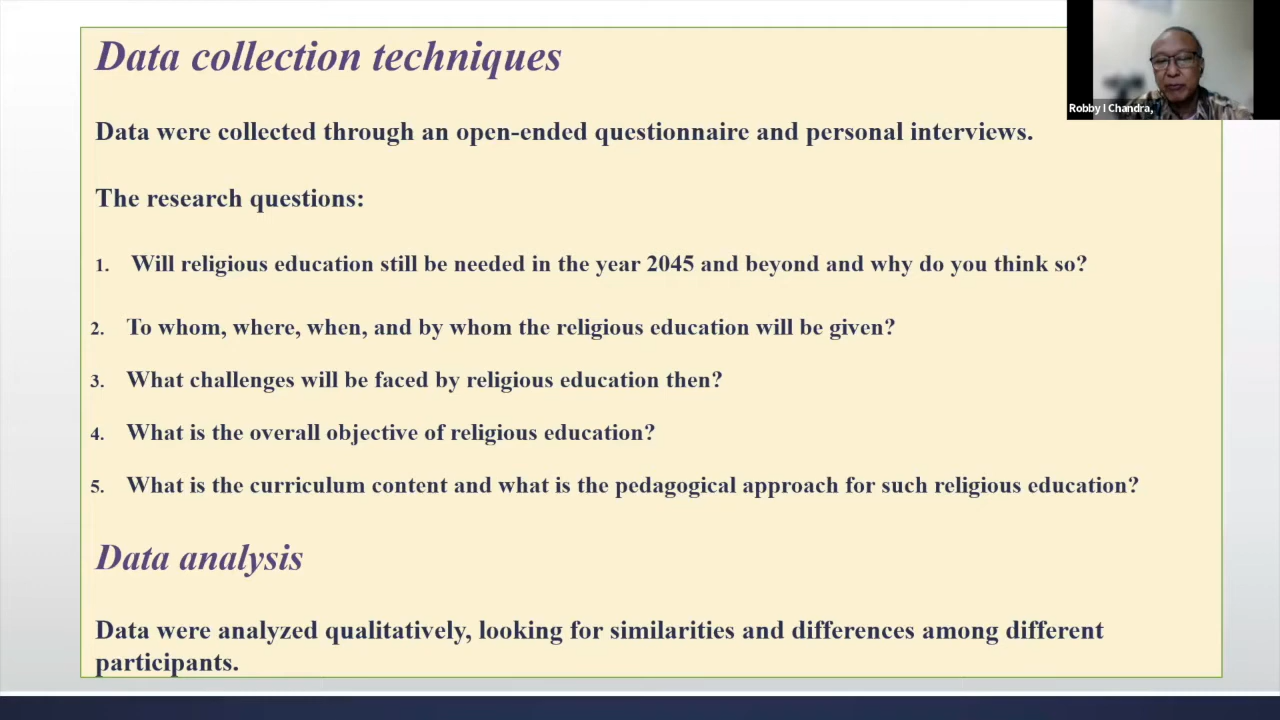 Data collection techniques
Robby I Chandra,
Data were collected through an open-ended questionnaire and personal interviews.
The research questions:
1. Will religious education still be needed in the year 2045 and beyond and why do you think so?
2. To whom, where, when, and by whom the religious education will be given?
3. What challenges will be faced by religious education then?
4. What is the overall objective of religious education?
5. What is the curriculum content and what is the pedagogical approach for such religious education?
Data analysis
Data were analyzed qualitatively, looking for similarities and differences among different
participants.